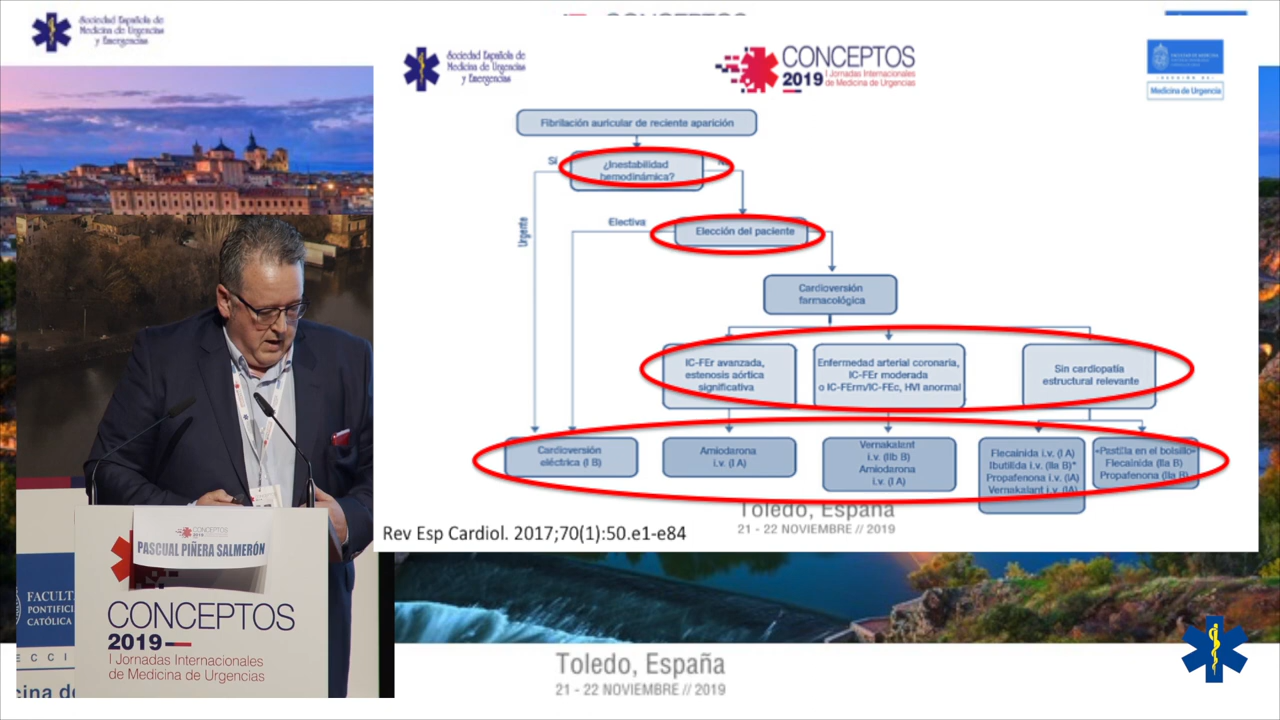 Sociedad Española de
Medicina de Urgencias
y Emergencias
Sociedad Española de
Medicina de Urgencias
y Emergencias
CONCEPTOS
2019
I Jornadas Internacionales
de Medicina de Urgencias
Medicina de Urgencia
Fibrilación auricular de reciente aparición
Sí
¿Inestabilidad
hemodinámica?
Urgente
Electiva
Elección del paciente
Cardioversión
farmacológica
IC-FEr avanzada,
estenosis aórtica
significativa
Enfermedad arterial coronaria,
IC-FEr moderada
o IC-FErm/IC-FEc, HVI anormal
Sin cardiopatía
estructural relevante
Cardioversión
eléctrica (I B)
Amiodarona
i.v. (I A)
Vernakalant
i.v. (IIb B)
Amiodarona
i.v. (I A)
Flecainida i.v. (I A)
Ibutilida i.v. (IIa B)*
Propafenona i.v. (IA)
Vernakalant i.v. (IA)
«Pastilla en el bolsillo»
Flecainida (IIa B)
Propafenona (IIa B)
Toledo, España
21 - 22 NOVIEMBRE // 2019
Rev Esp Cardiol. 2017;70(1):50.e1-e84
CONCEPTOS
PASCUAL PIÑERA SALMERÓN
CONCEPTOS
2019
I Jornadas Internacionales
de Medicina de Urgencias
FACULT
PONTIFICI
CATÓLICA
ECCI
cina de
Toledo, España
21 - 22 NOVIEMBRE // 2019